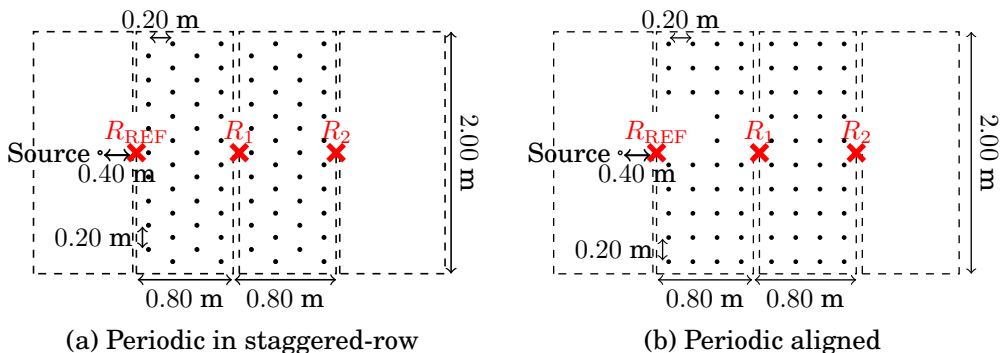 0.20 m
R_REF
R_1
R_2
Source
0.40 m
0.20 m
2.00 m
0.80 m
0.80 m
(a) Periodic in staggered-row
0.20 m
R_REF
R_1
R_2
Source
0.40 m
0.20 m
2.00 m
0.80 m
0.80 m
(b) Periodic aligned